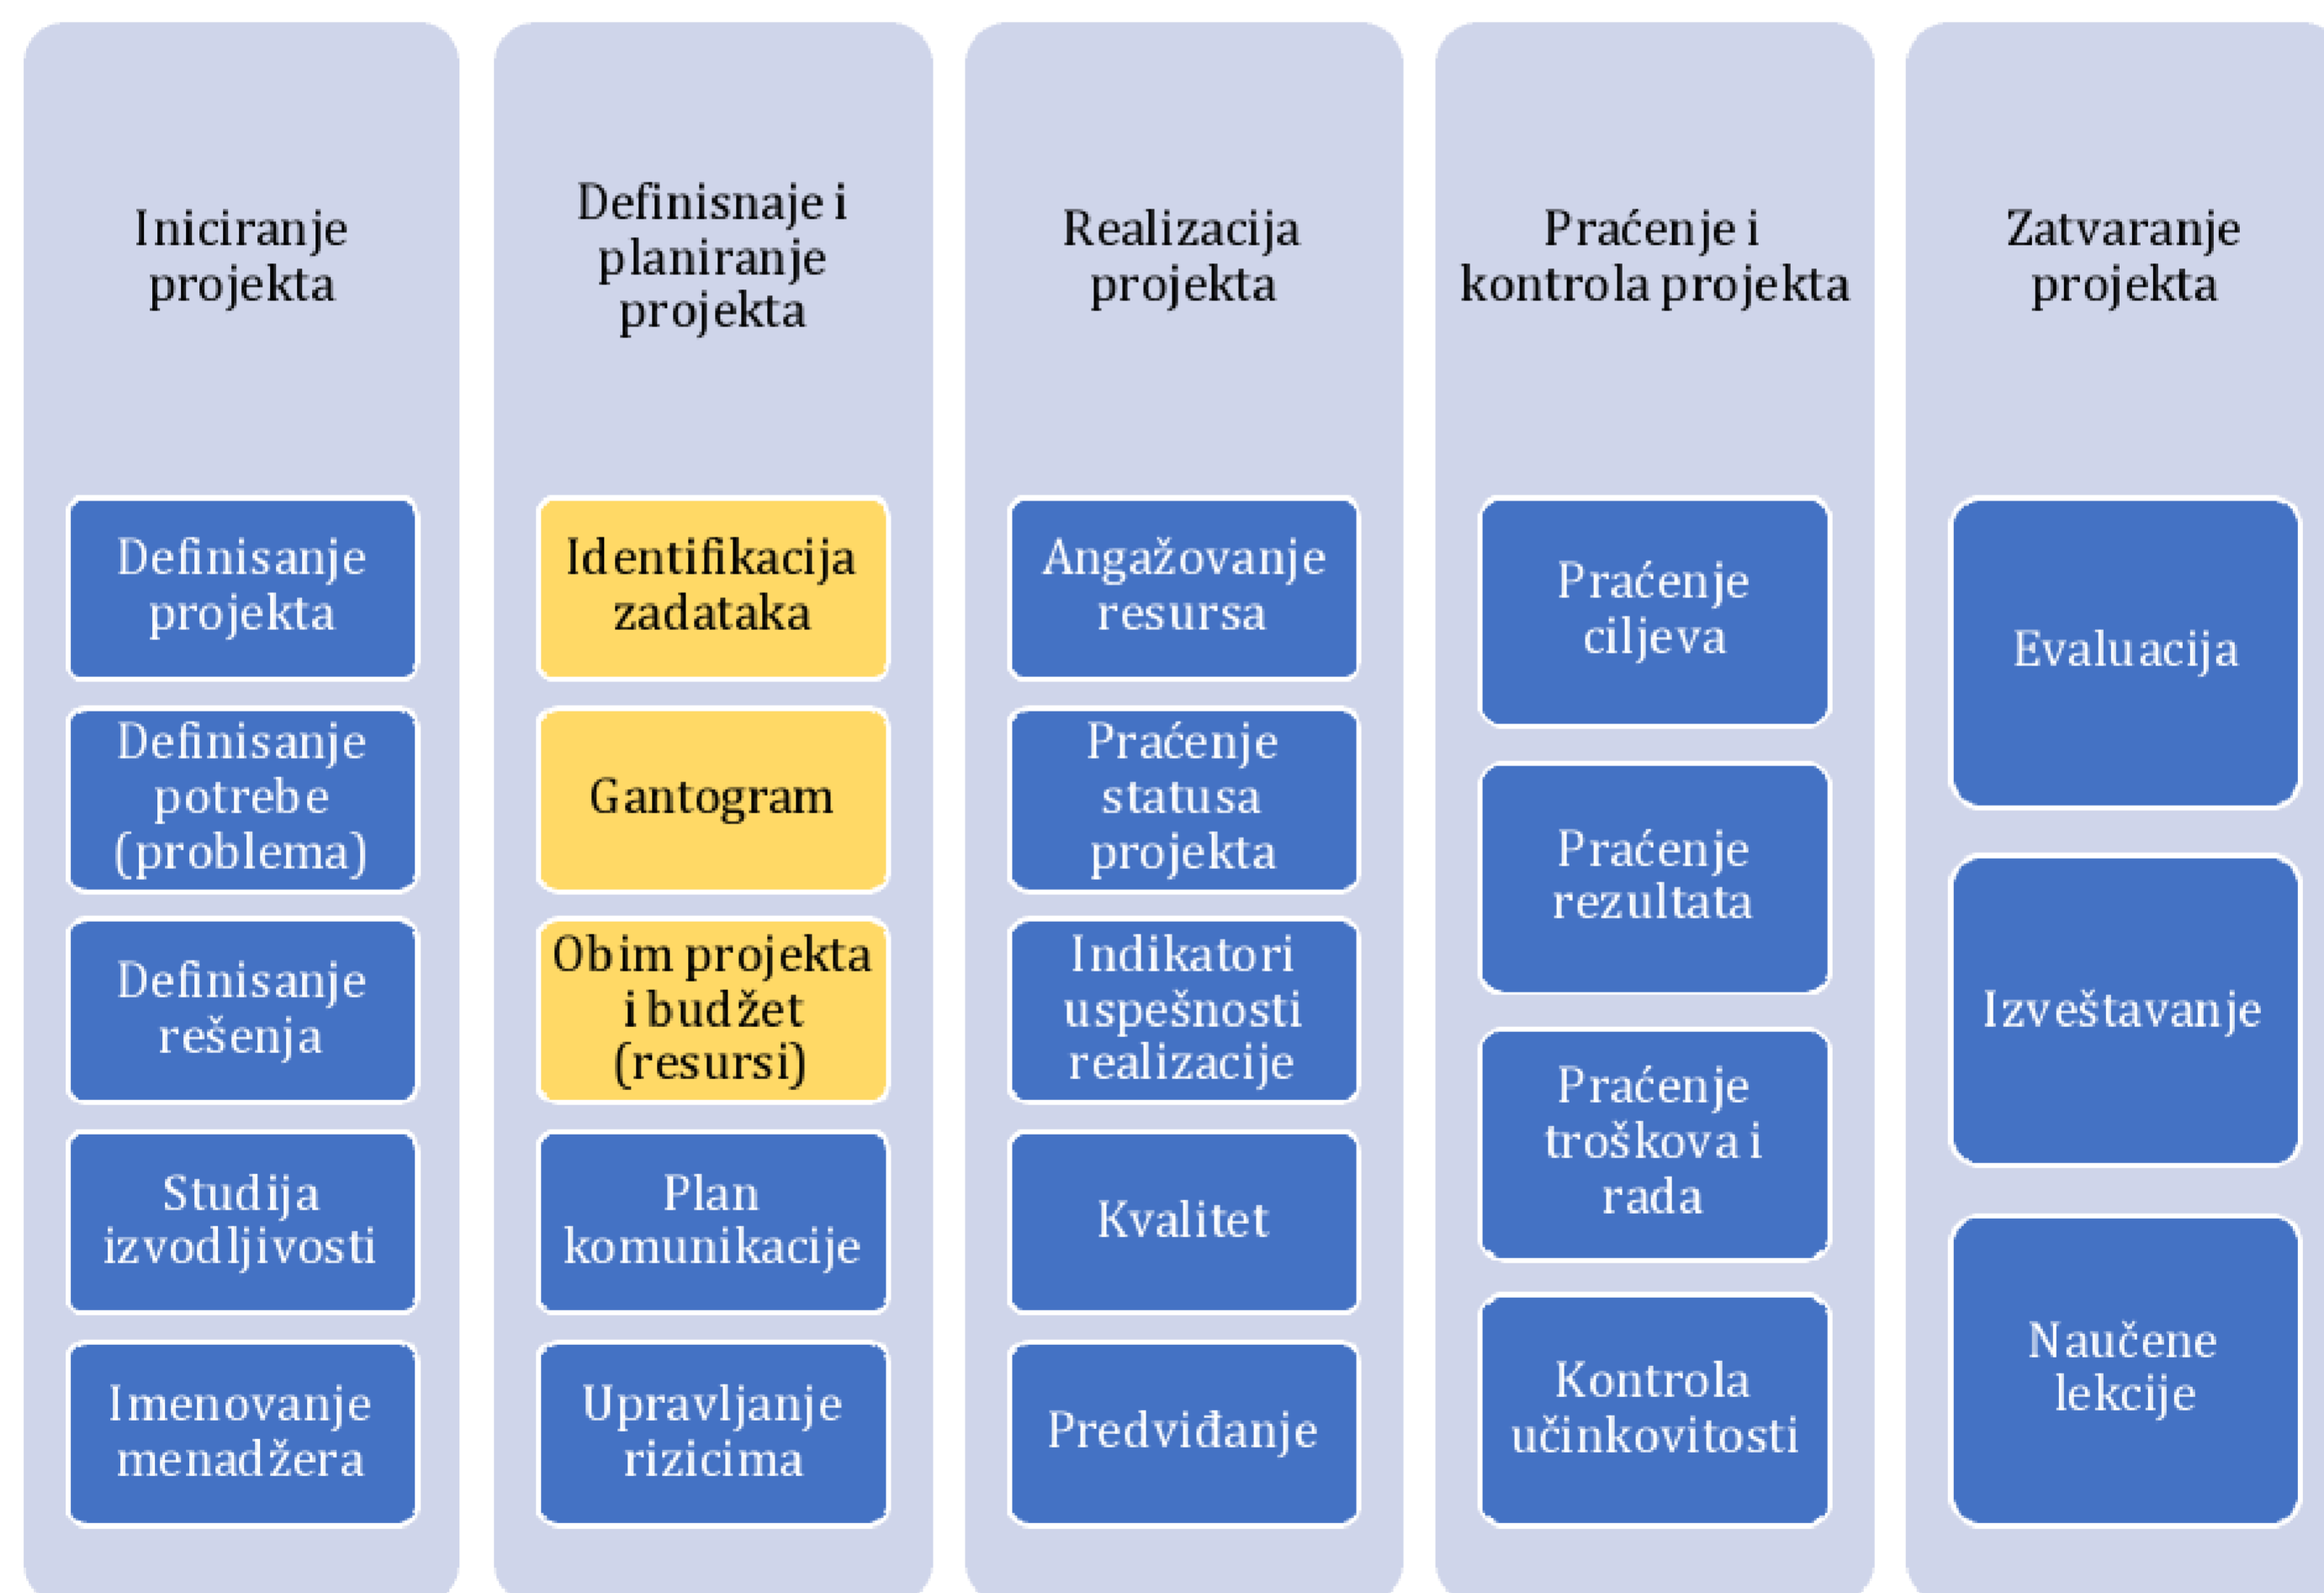 Iniciranje
projekta
Definisanje
projekta
Definisanje
potrebe
(problema)
Definisanje
rešenja
Studija
izvodljivosti
Imenovanje
menadžera
Definisnaje i
planiranje
projekta
Identifikacija
zadataka
Gantogram
Obim projekta
i budžet
(resursi)
Plan
komunikacije
Upravljanje
rizicima
Realizacija
projekta
Angažovanje
resursa
Praćenje
statusa
projekta
Indikatori
uspešnosti
realizacije
Kvalitet
Predviđanje
Praćenje i
kontrola projekta
Praćenje
ciljeva
Praćenje
rezultata
Praćenje
troškova i
rada
Kontrola
učinkovitosti
Zatvaranje
projekta
Evaluacija
Izveštavanje
Naučene
lekcije